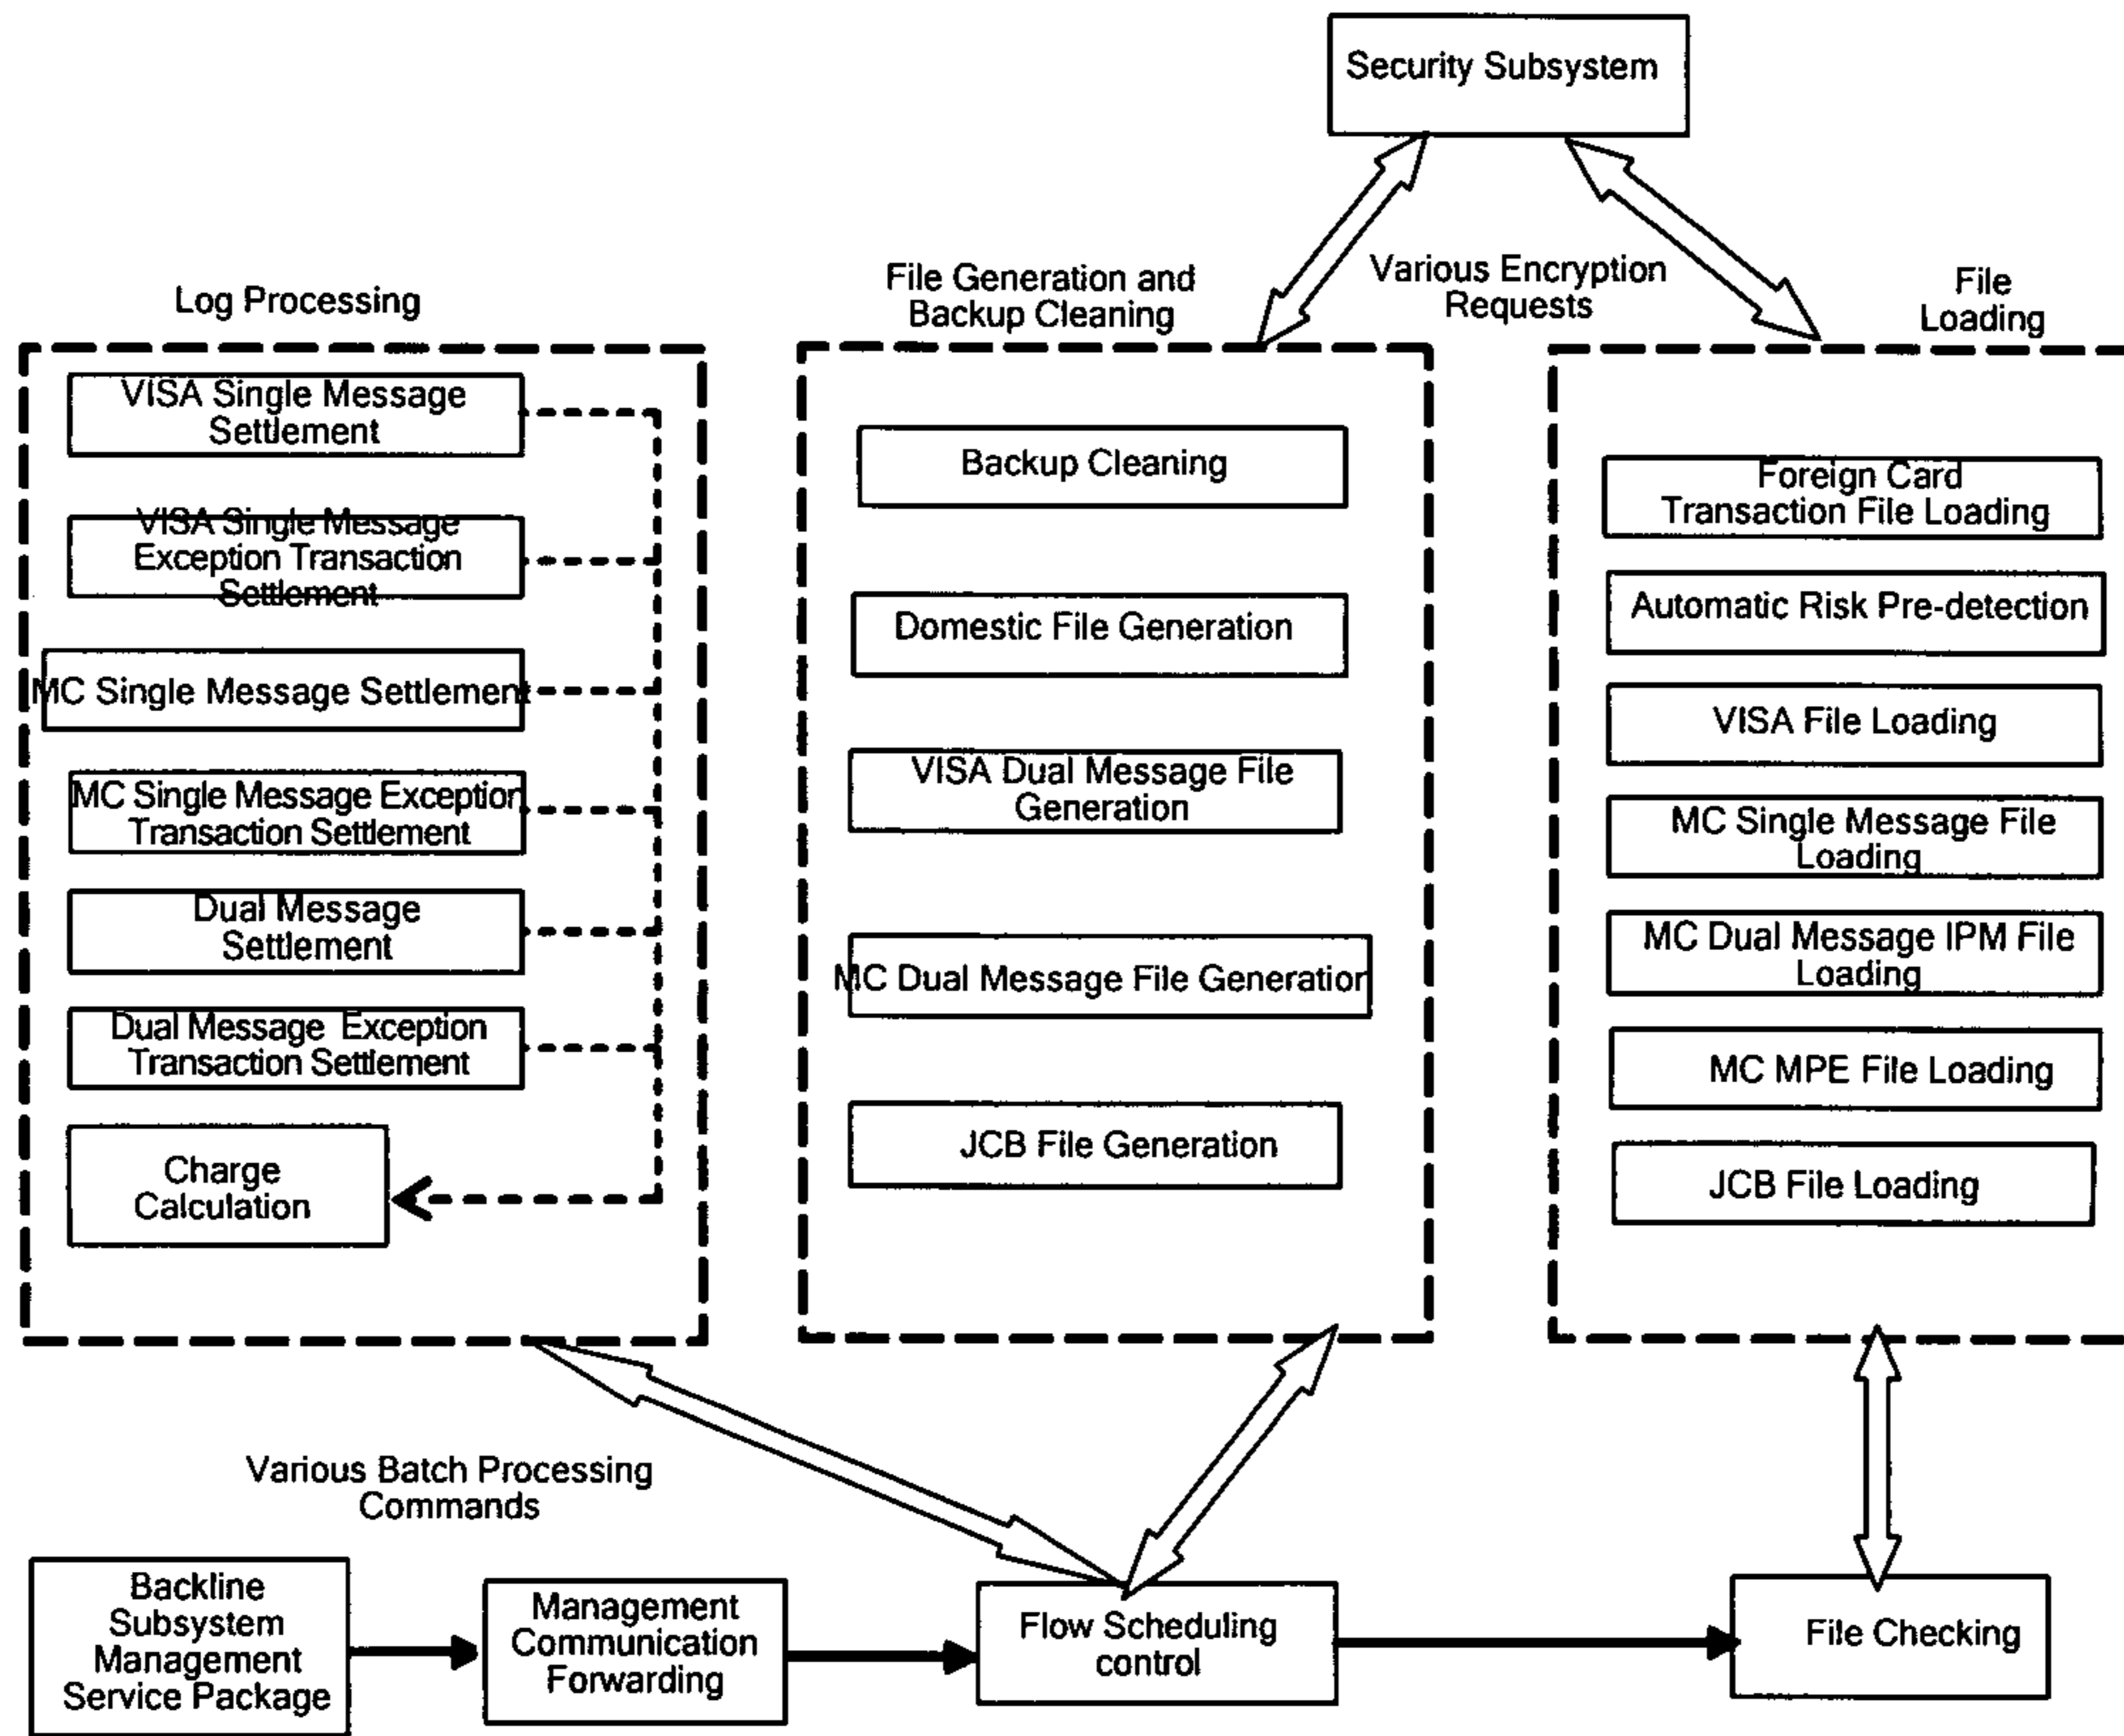 Security Subsystem
Various Encryption
Requests
Log Processing
VISA Single Message
Settlement
VISA Single Message
Exception Transaction
Settlement
MC Single Message Settlement
MC Single Message Exception
Transaction Settlement
Dual Message
Settlement
Dual Message Exception
Transaction Settlement
Charge
Calculation
File Generation and
Backup Cleaning
Backup Cleaning
Domestic File Generation
VISA Dual Message File
Generation
MC Dual Message File Generation
JCB File Generation
File
Loading
Foreign Card
Transaction File Loading
Automatic Risk Pre-detection
VISA File Loading
MC Single Message File
Loading
MC Dual Message IPM File
Loading
MC MPE File Loading
JCB File Loading
Various Batch Processing
Commands
Backline
Subsystem
Management
Service Package
Management
Communication
Forwarding
Flow Scheduling
control
File Checking